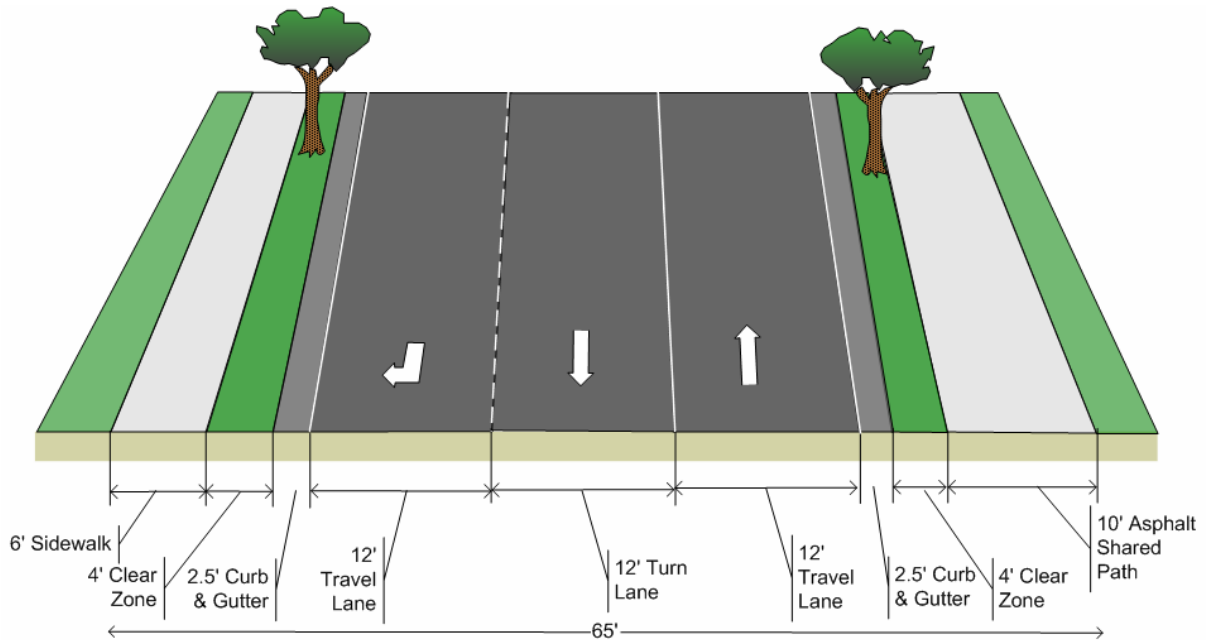 6' Sidewalk
4' Clear
Zone
2.5' Curb
& Gutter
12'
Travel
Lane
12' Turn
Lane
12'
Travel
Lane
2.5' Curb
& Gutter
4' Clear
Zone
10' Asphalt
Shared
Path
65'